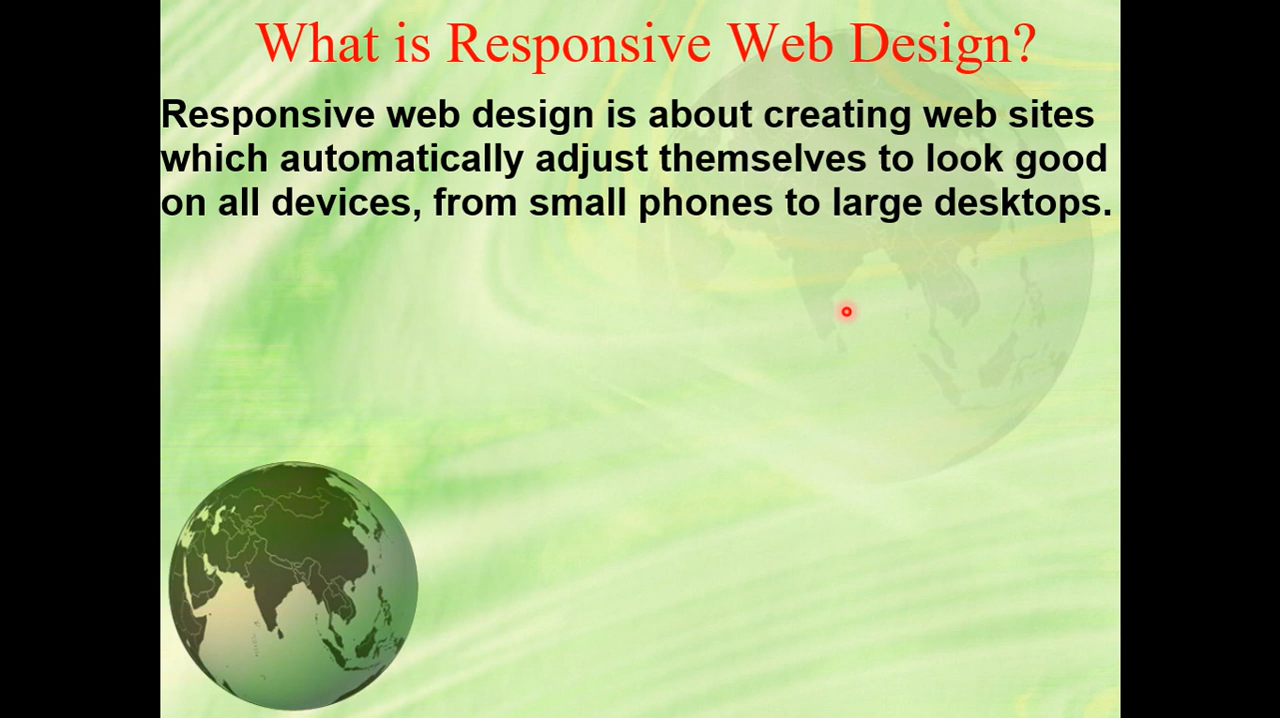 What is Responsive Web Design?
Responsive web design is about creating web sites
which automatically adjust themselves to look good
on all devices, from small phones to large desktops.